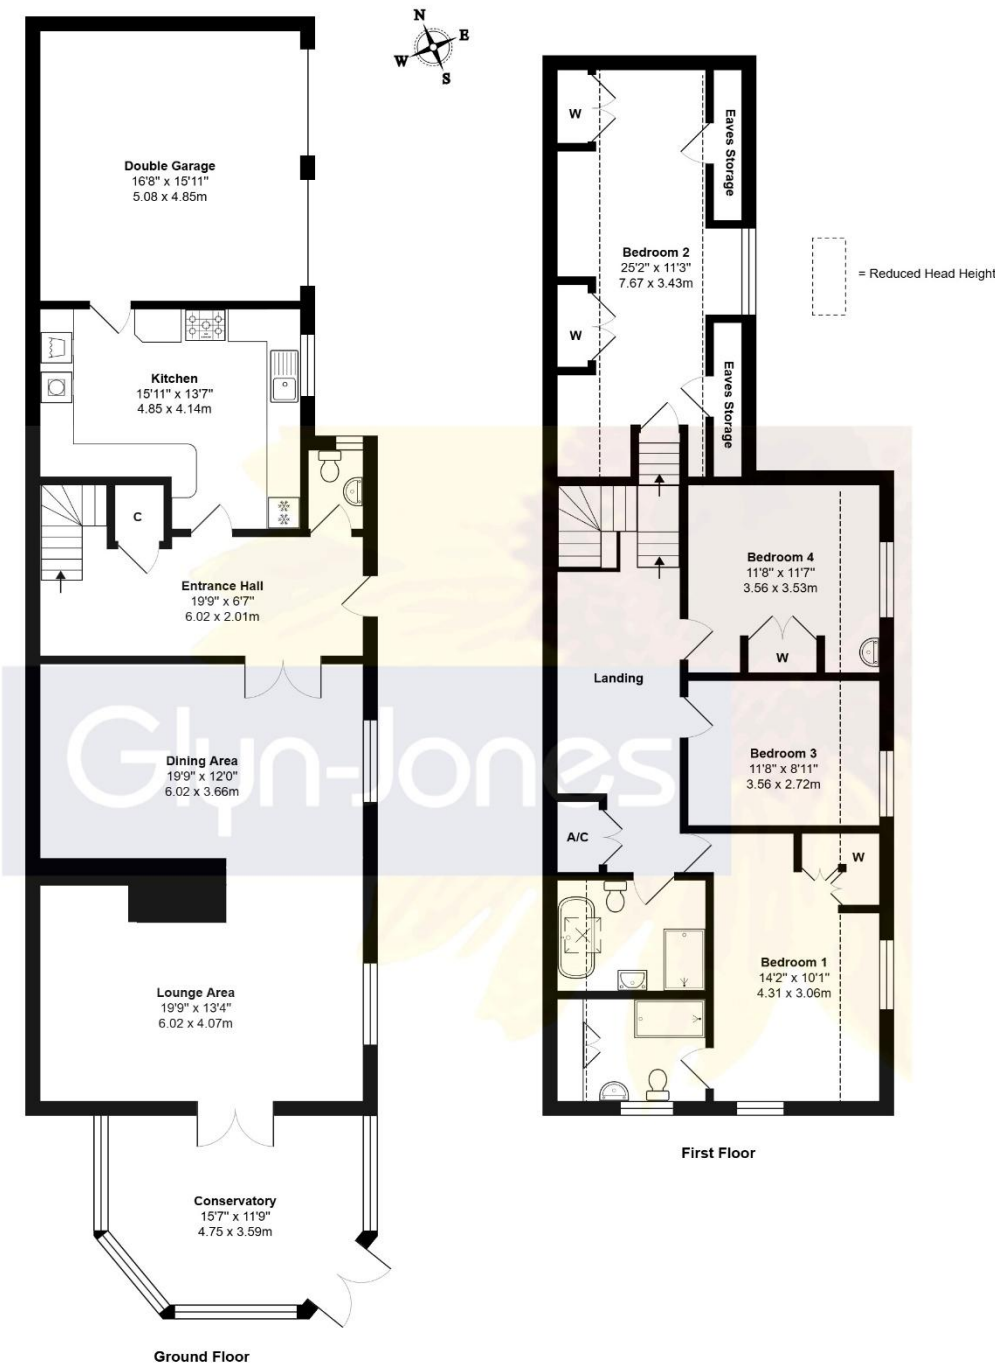 N
E
W
S
Double Garage
16'8" x 15'11"
5.08 x 4.85m
Kitchen
15'11" x 13'7"
4.85 x 4.14m
C
Entrance Hall
19'9" x 6'7"
6.02 x 2.01m
Dining Area
19'9" x 12'0"
6.02 x 3.66m
Glyn-Jones
Lounge Area
19'9" x 13'4"
6.02 x 4.07m
Conservatory
15'7" x 11'9"
4.75 x 3.59m
Ground Floor
W
Eaves Storage
Bedroom 2
25'2" x 11'3"
7.67 x 3.43m
= Reduced Head Height
W
Eaves Storage
Bedroom 4
11'8" x 11'7"
3.56 x 3.53m
W
Landing
Bedroom 3
11'8" x 8'11"
3.56 x 2.72m
A/C
W
Bedroom 1
14'2" x 10'1"
4.31 x 3.06m
First Floor